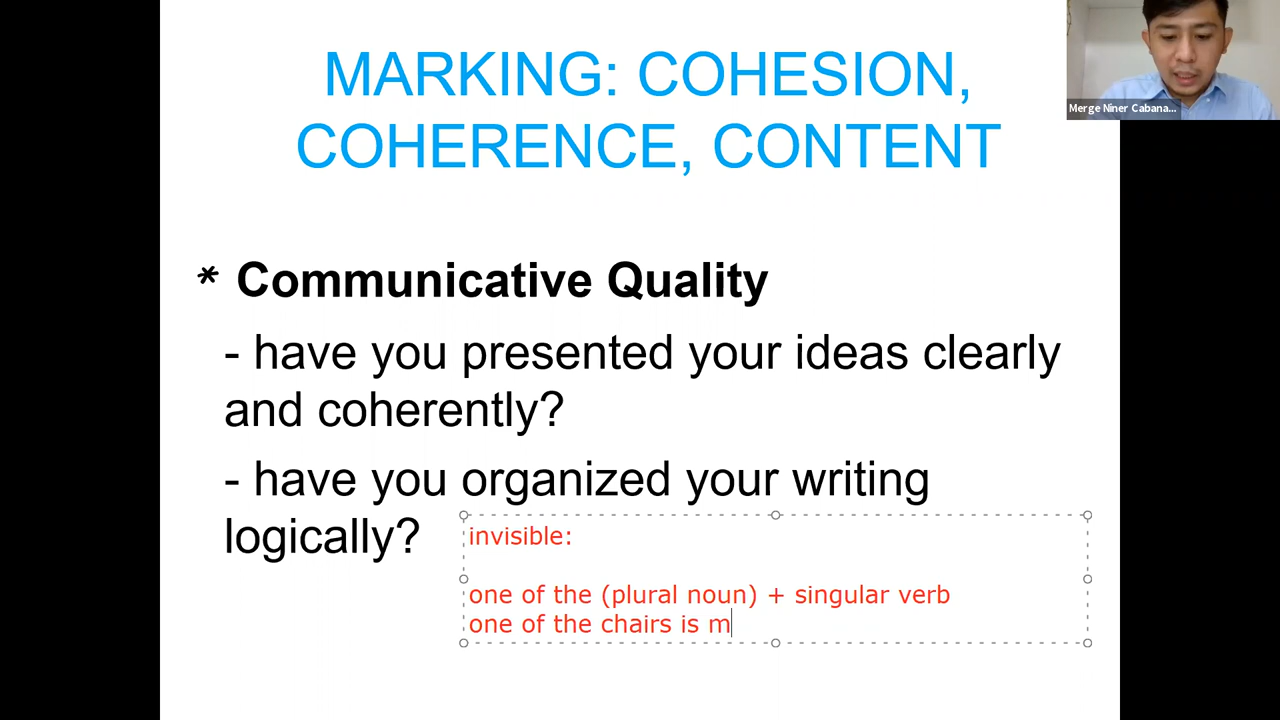 MARKING: COHESION,
COHERENCE, CONTENT
Merge Niner Cabana...
* Communicative Quality
- have you presented your ideas clearly
and coherently?
- have you organized your writing
logically?
invisible:
one of the (plural noun) + singular verb
one of the chairs is m